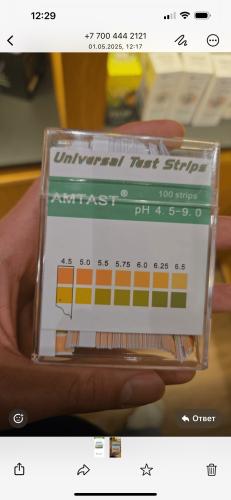 12:29
+7 700 444 2121
01.05.2025, 12:17
Universal Test Strips
AMTAST®
100 strips
pH 4.5-9.0
4.5 5.0 5.5 5.75 6.0 6.25 6.5
Ответ